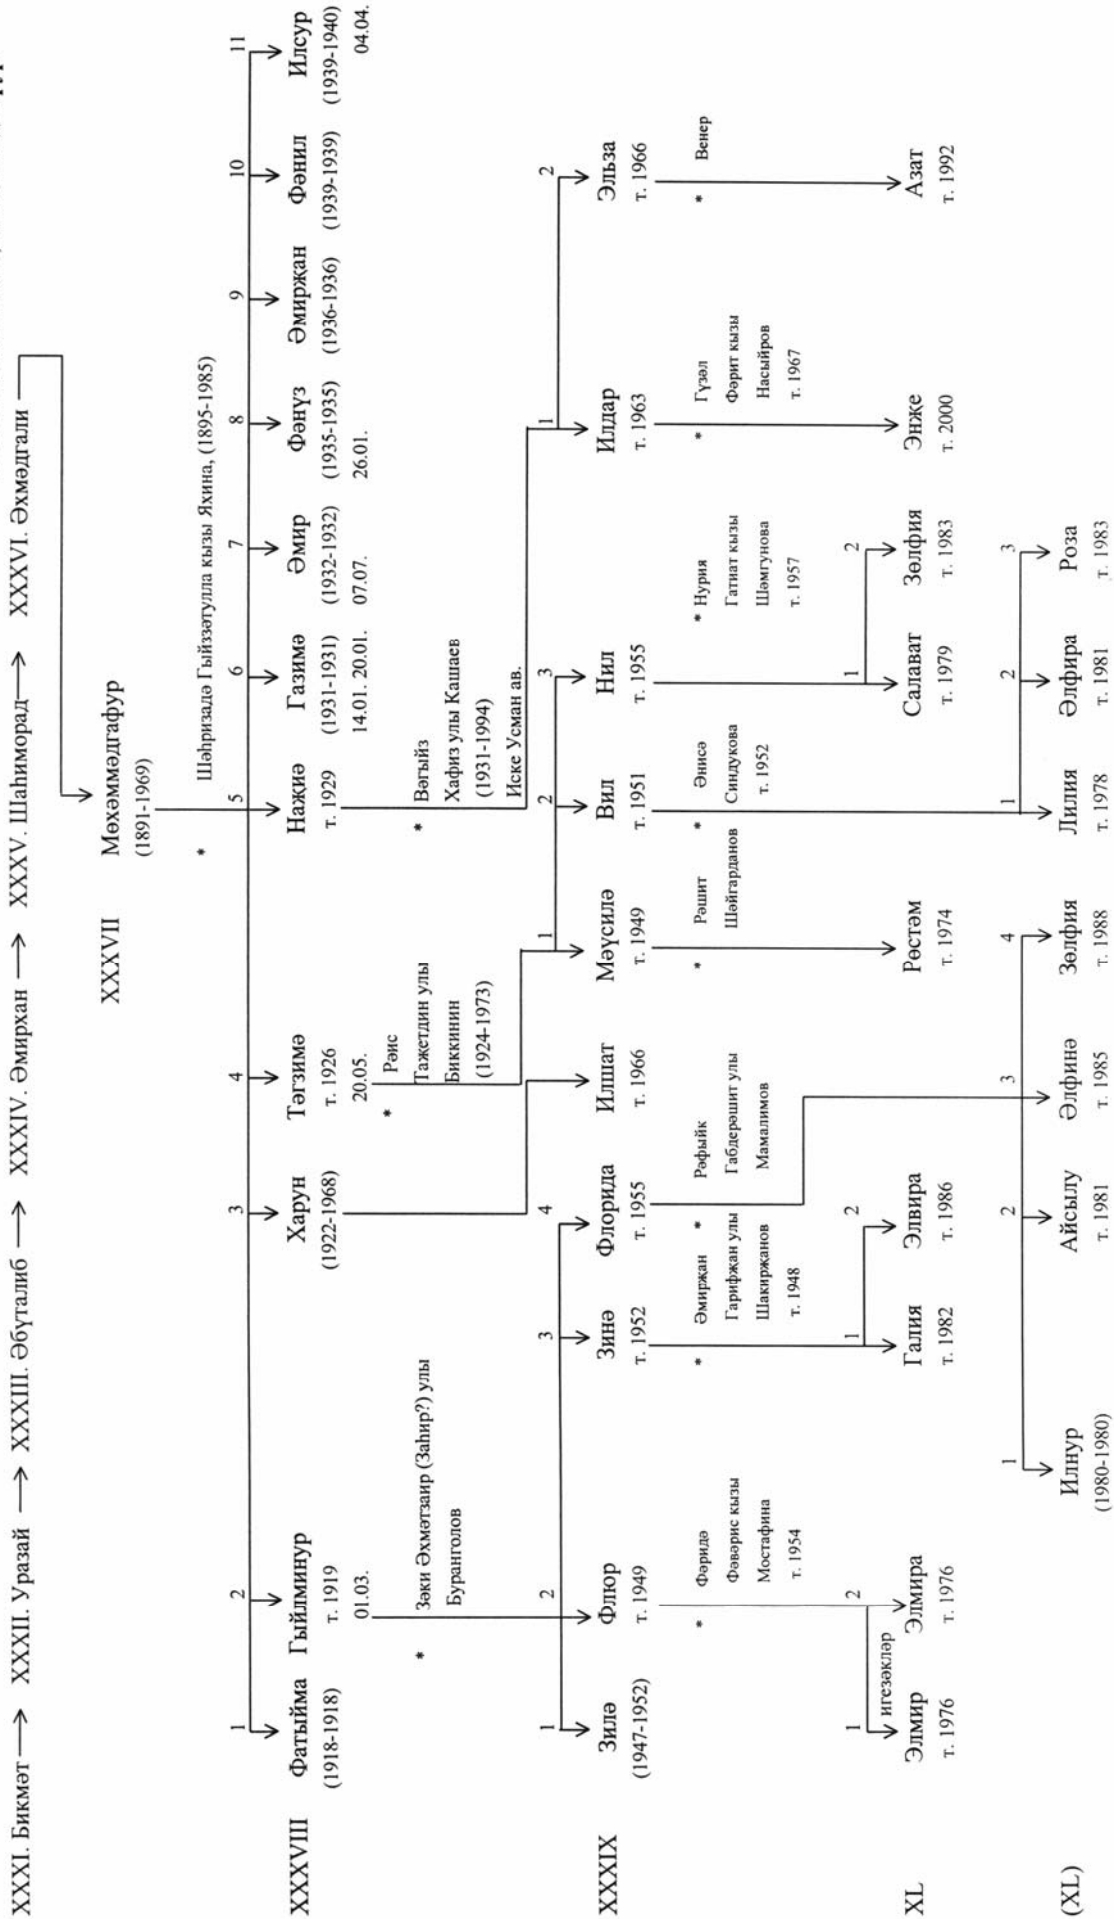 XXXI. Бикмәт → XXXII. Уразай → XXXIII. Әбүталиб → XXXIV. Әмирхан → XXXV. Шаһиморад → XXXVI. Әхмәдгали
XXXVII
Мөхәммәдгафур
(1891-1969)
* Шәһризадә Гыйззәтулла кызы Яхина, (1895-1985)
1 2 3 4 5 6 7 8 9 10 11
XXXVIII Фатыйма Гыйлминур Харун Тәгзимә Нажиә Газимә Әмир Фәнүз Әмиржан Фәнил Илсур
(1918-1918) т. 1919 (1922-1968) т. 1926 т. 1929 (1931-1931) (1932-1932) (1935-1935) (1936-1936) (1939-1939) (1939-1940)
01.03. 20.05. 14.01. 20.01. 07.07. 26.01. 04.04.
* Зәки Әхмәтзаир (Заһир?) улы
Буранголов
* Рәис
Тажетдин улы
Биккинин
(1924-1973)
* Вәгыйз
Хафиз улы Кашаев
(1931-1994)
Иске Усман ав.
1 2 3 4 1 2 3 1 2
XXXIX Зилә Флюр Зинә Флорида Илшат Мәүсилә Вил Нил Илдар Эльза
(1947-1952) т. 1949 т. 1952 т. 1955 т. 1966 т. 1949 т. 1951 т. 1955 т. 1963 т. 1966
* Фәридә
Фәвәрис кызы
Мостафина
т. 1954
* Әмиржан
Гарифжан улы
Шакиржанов
т. 1948
* Рәфыйк
Габдерәшит улы
Мамалимов
* Рәшит
Шәйгарданов
* Әнисә
Синдукова
т. 1952
* Нурия
Гатиат кызы
Шәмгунова
т. 1957
* Гүзәл
Фәрит кызы
Насыйров
т. 1967
* Венер
1 2 1 2 1 2
игезәкләр
XL Элмир Элмира Галия Элвира Рөстәм Салават Зөлфия Энже Азат
т. 1976 т. 1976 т. 1982 т. 1986 т. 1974 т. 1979 т. 1983 т. 2000 т. 1992
1 2 3 4 1 2 3
(XL) Илнур Айсылу Әлфинә Зөлфия Лилия Әлфира Роза
(1980-1980) т. 1981 т. 1985 т. 1988 т. 1978 т. 1981 т. 1983